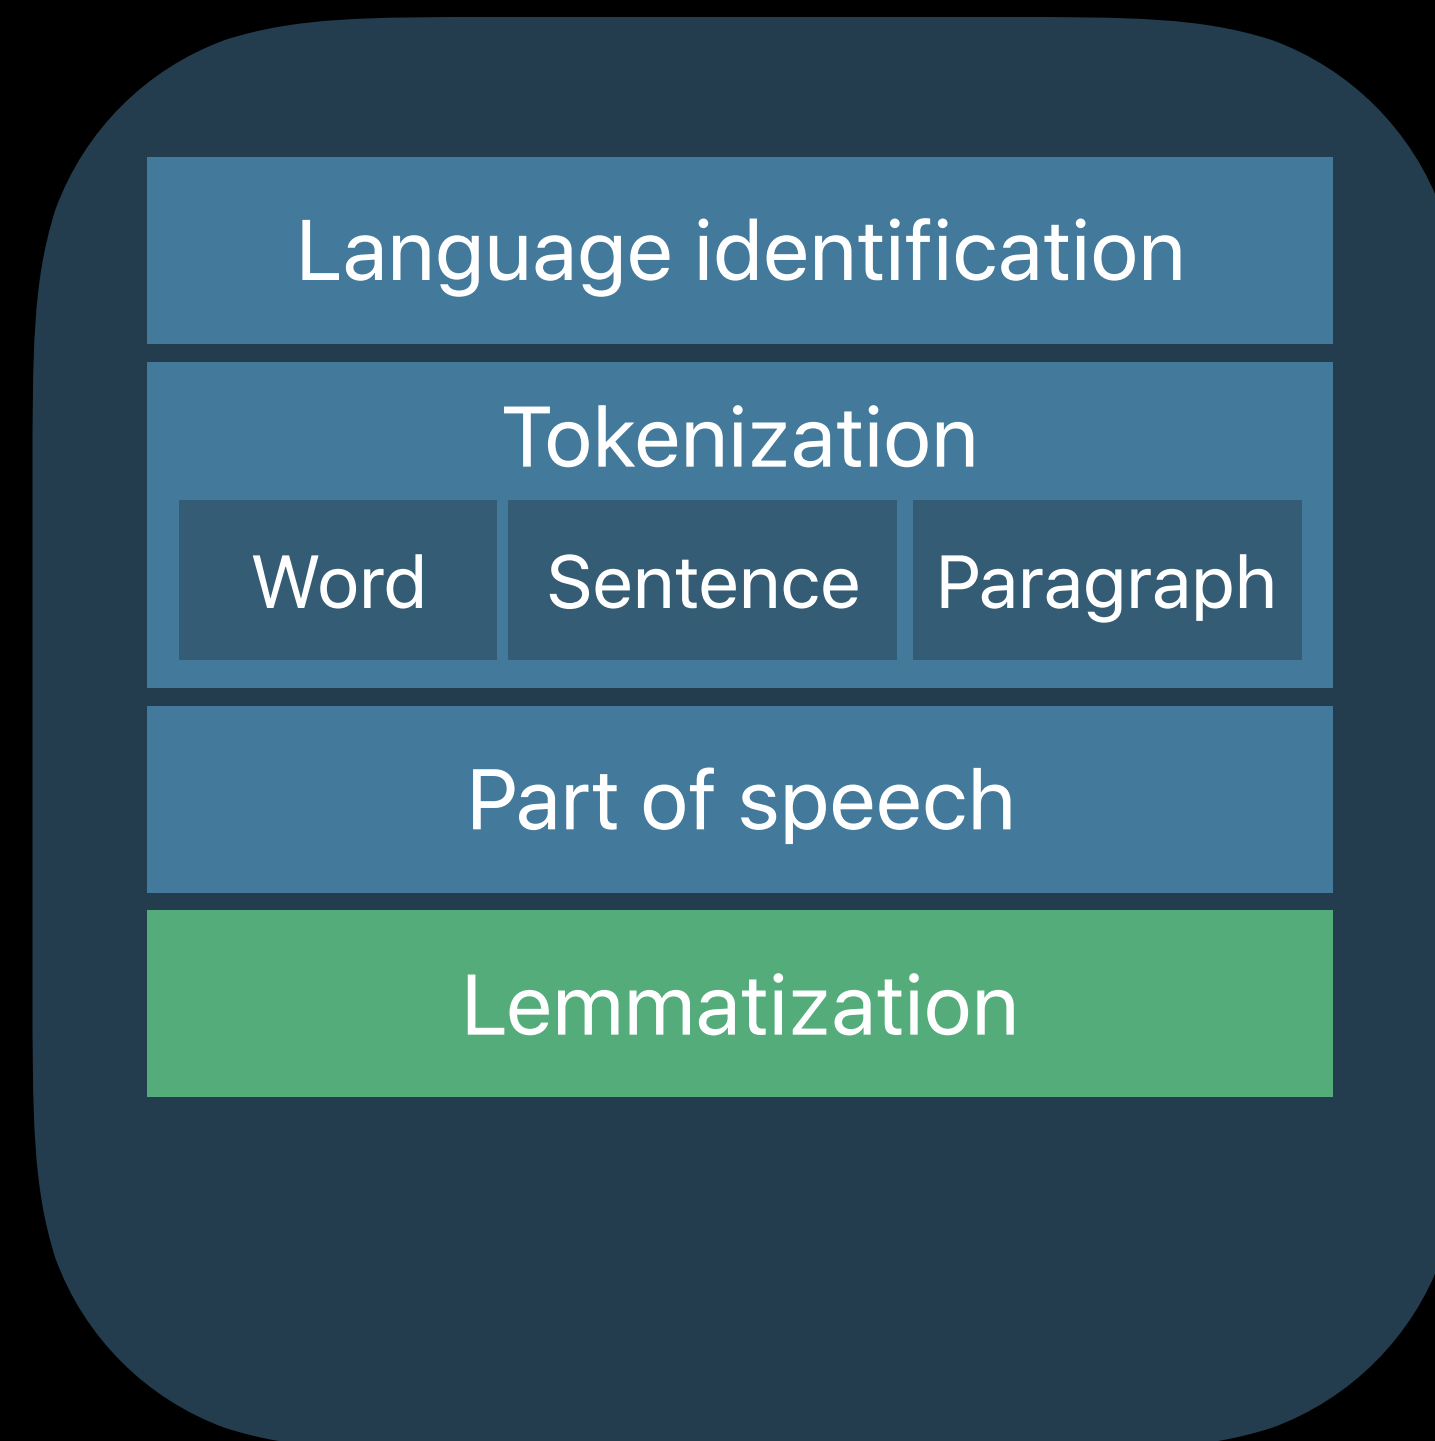 Language identification
Tokenization
Word Sentence Paragraph
Part of speech
Lemmatization